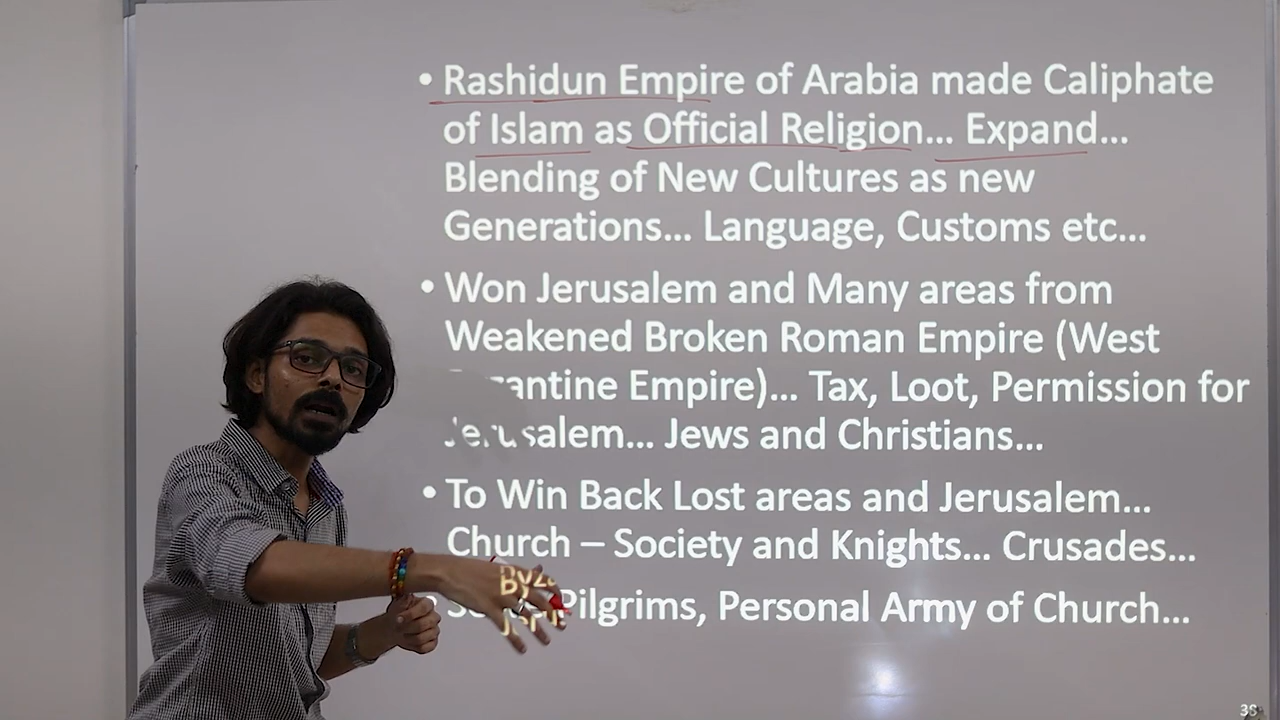 • Rashidun Empire of Arabia made Caliphate
of Islam as Official Religion... Expand...
Blending of New Cultures as new
Generations... Language, Customs etc...
• Won Jerusalem and Many areas from
Weakened Broken Roman Empire (West
Byzantine Empire)... Tax, Loot, Permission for
Jerusalem... Jews and Christians...
• To Win Back Lost areas and Jerusalem...
Church – Society and Knights... Crusades...
Pilgrims, Personal Army of Church...